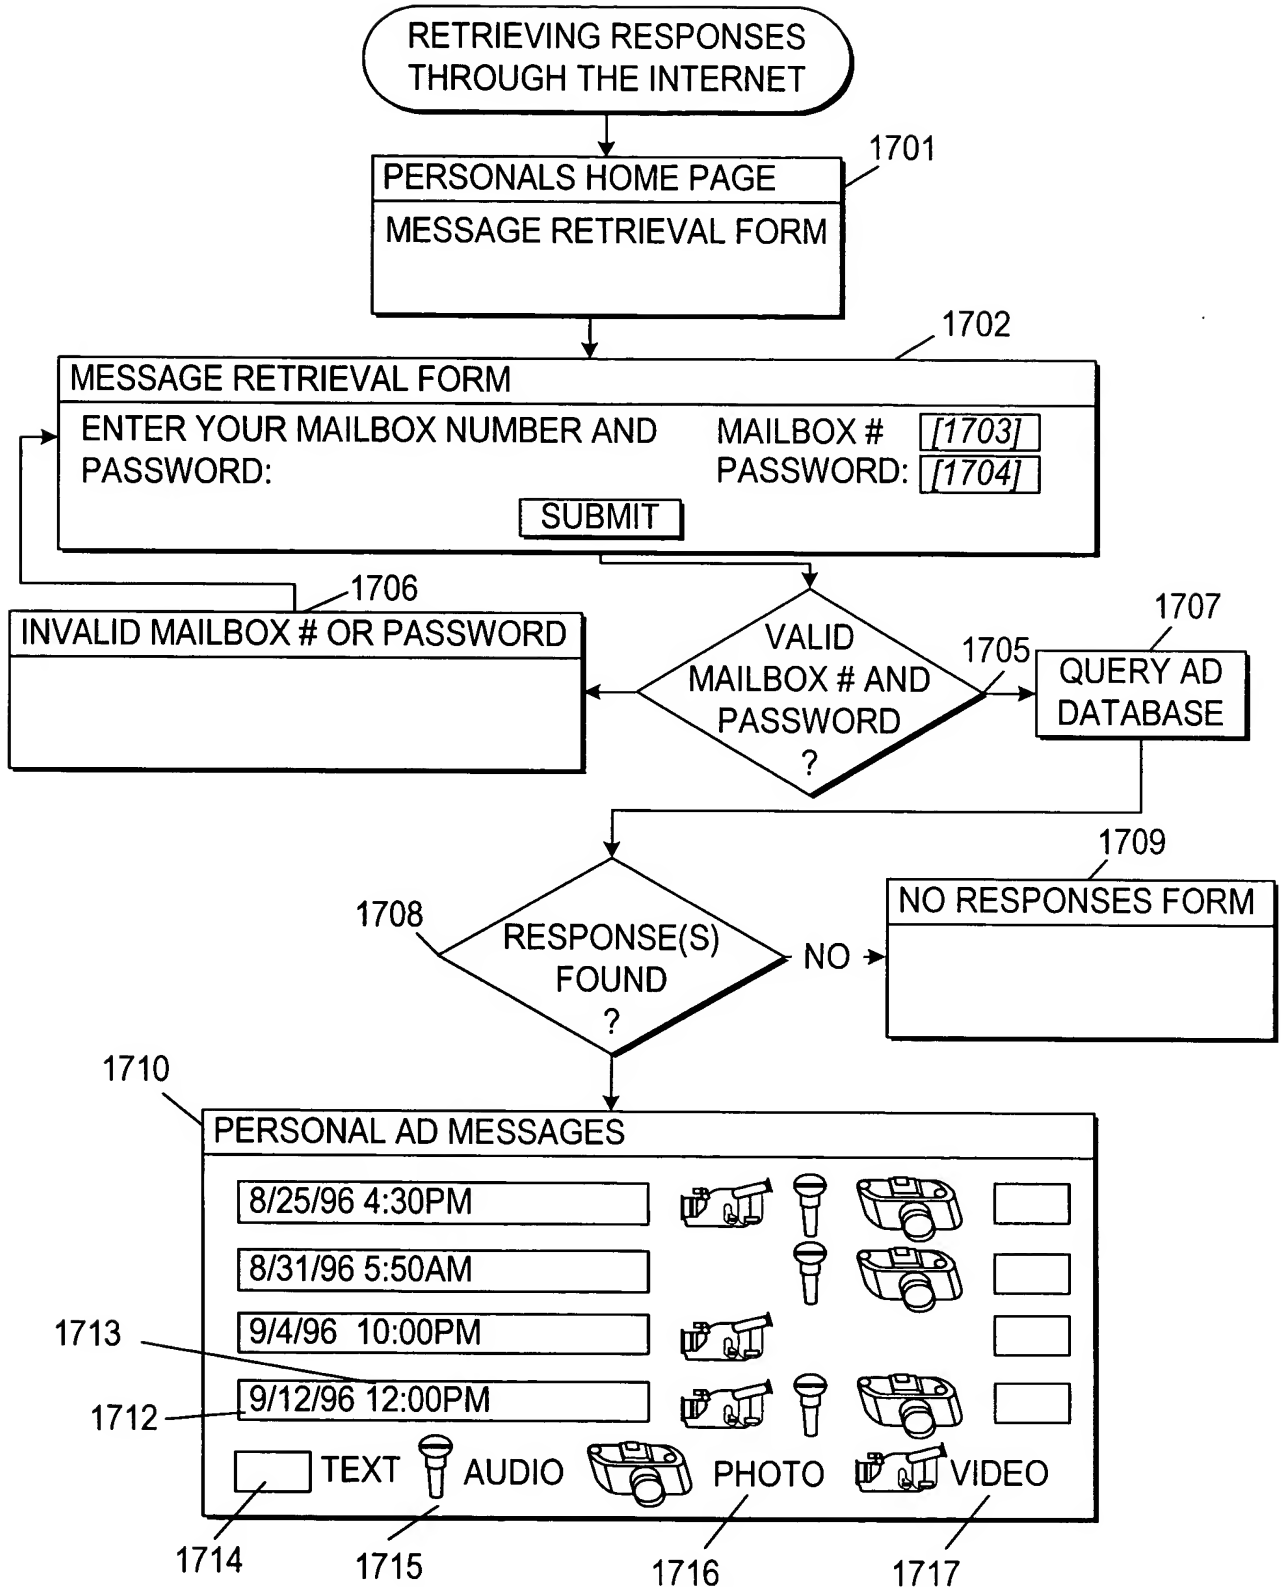 RETRIEVING RESPONSES
THROUGH THE INTERNET
1701
PERSONALS HOME PAGE
MESSAGE RETRIEVAL FORM
1702
MESSAGE RETRIEVAL FORM
ENTER YOUR MAILBOX NUMBER AND
PASSWORD:
MAILBOX # [1703]
PASSWORD: [1704]
SUBMIT
1706
INVALID MAILBOX # OR PASSWORD
VALID
MAILBOX # AND
PASSWORD
?
1705
1707
QUERY AD
DATABASE
1708
RESPONSE(S)
FOUND
?
NO
1709
NO RESPONSES FORM
1710
PERSONAL AD MESSAGES
8/25/96 4:30PM
8/31/96 5:50AM
9/4/96 10:00PM
1713
9/12/96 12:00PM
1712
TEXT
AUDIO
PHOTO
VIDEO
1714
1715
1716
1717